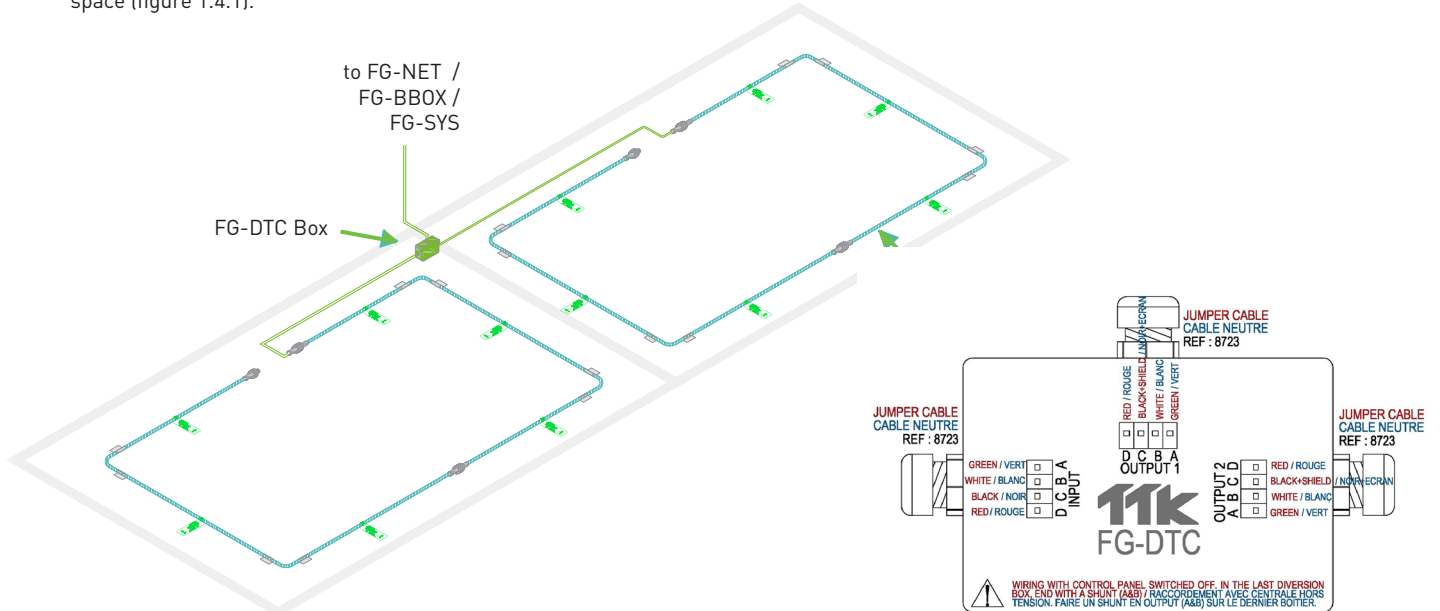 space (figure 1.4.1).
to FG-NET /
FG-BBOX /
FG-SYS
FG-DTC Box
JUMPER CABLE
CABLE NEUTRE
REF : 8723
RED / ROUGE
BLACK+SHIELD / NOIR+ECRAN
WHITE / BLANC
GREEN / VERT
D C B A
OUTPUT 1
JUMPER CABLE
CABLE NEUTRE
REF : 8723
GREEN / VERT
WHITE / BLANC
BLACK / NOIR
RED / ROUGE
D C B A
INPUT
JUMPER CABLE
CABLE NEUTRE
REF : 8723
OUTPUT 2
A B C D
RED / ROUGE
BLACK+SHIELD / NOIR+ECRAN
WHITE / BLANC
GREEN / VERT
TTK
FG-DTC
WIRING WITH CONTROL PANEL SWITCHED OFF. IN THE LAST DIVERSION
BOX, END WITH A SHUNT (A&B) / RACCORDEMENT AVEC CENTRALE HORS
TENSION. FAIRE UN SHUNT EN OUTPUT (A&B) SUR LE DERNIER BOITIER.